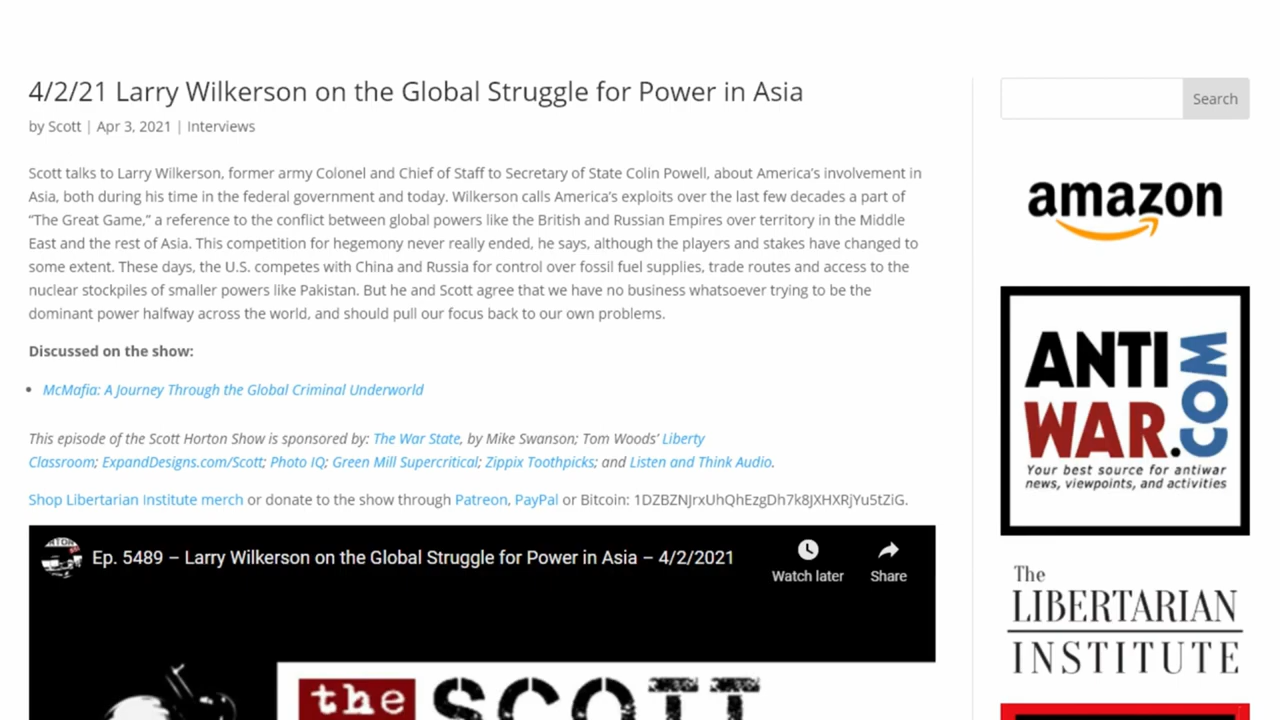 4/2/21 Larry Wilkerson on the Global Struggle for Power in Asia
by Scott | Apr 3, 2021 | Interviews
Scott talks to Larry Wilkerson, former army Colonel and Chief of Staff to Secretary of State Colin Powell, about America’s involvement in
Asia, both during his time in the federal government and today. Wilkerson calls America’s exploits over the last few decades a part of
“The Great Game,” a reference to the conflict between global powers like the British and Russian Empires over territory in the Middle
East and the rest of Asia. This competition for hegemony never really ended, he says, although the players and stakes have changed to
some extent. These days, the U.S. competes with China and Russia for control over fossil fuel supplies, trade routes and access to the
nuclear stockpiles of smaller powers like Pakistan. But he and Scott agree that we have no business whatsoever trying to be the
dominant power halfway across the world, and should pull our focus back to our own problems.
Discussed on the show:
• McMafia: A Journey Through the Global Criminal Underworld
This episode of the Scott Horton Show is sponsored by: The War State, by Mike Swanson; Tom Woods’ Liberty
Classroom; ExpandDesigns.com/Scott; Photo IQ; Green Mill Supercritical; Zippix Toothpicks; and Listen and Think Audio.
Shop Libertarian Institute merch or donate to the show through Patreon, PayPal or Bitcoin: 1DZBZNJrxUhQhEzgDh7k8JXHXRjYu5tZiG.
Ep. 5489 – Larry Wilkerson on the Global Struggle for Power in Asia – 4/2/2021
Watch later
Share
the SCOTT
Search
amazon
ANTI
WAR.COM
Your best source for antiwar
news, viewpoints, and activities
The
LIBERTARIAN
INSTITUTE